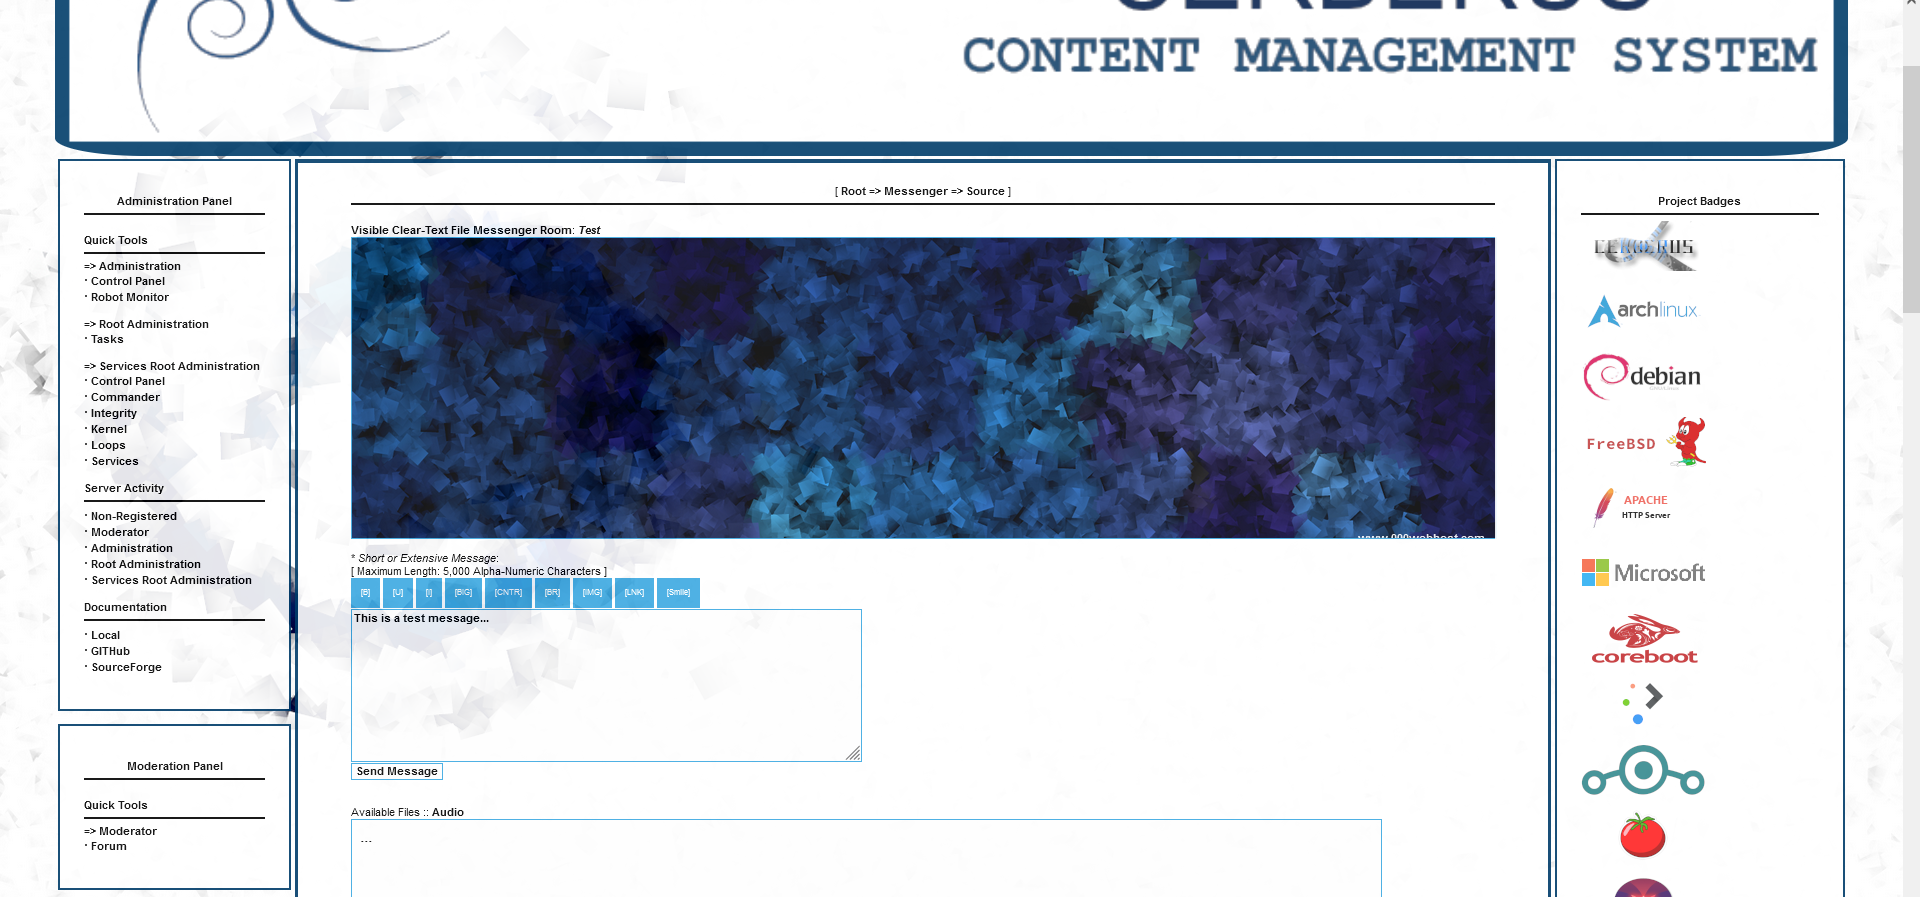 CERBERUS
CONTENT MANAGEMENT SYSTEM
Administration Panel
Quick Tools
=> Administration
· Control Panel
· Robot Monitor
=> Root Administration
· Tasks
=> Services Root Administration
· Control Panel
· Commander
· Integrity
· Kernel
· Loops
· Services
Server Activity
· Non-Registered
· Moderator
· Administration
· Root Administration
· Services Root Administration
Documentation
· Local
· GITHub
· SourceForge
Moderation Panel
Quick Tools
=> Moderator
· Forum
[ Root => Messenger => Source ]
Visible Clear-Text File Messenger Room: Test
* Short or Extensive Message:
[ Maximum Length: 5,000 Alpha-Numeric Characters ]
[B] [U] [I] [BIG] [CNTR] [BR] [IMG] [LNK] [Smile]
This is a test message...
Send Message
Available Files :: Audio
...
Project Badges
CERBERUS
archlinux
debian
FreeBSD
APACHE
HTTP Server
Microsoft
coreboot